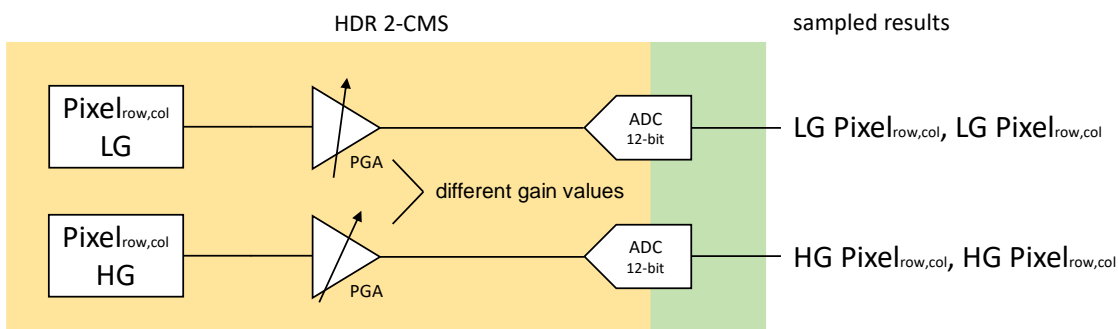 HDR 2-CMS
sampled results
Pixelrow,col
LG
PGA
ADC
12-bit
LG Pixelrow,col, LG Pixelrow,col
different gain values
Pixelrow,col
HG
PGA
ADC
12-bit
HG Pixelrow,col, HG Pixelrow,col